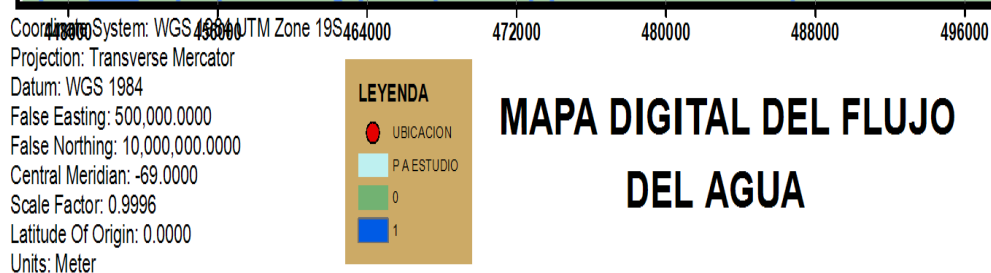 448000 456000 464000 472000 480000 488000 496000
Coordinate System: WGS 1984 UTM Zone 19S
Projection: Transverse Mercator
Datum: WGS 1984
False Easting: 500,000.0000
False Northing: 10,000,000.0000
Central Meridian: -69.0000
Scale Factor: 0.9996
Latitude Of Origin: 0.0000
Units: Meter
LEYENDA
UBICACION
P A ESTUDIO
0
1
MAPA DIGITAL DEL FLUJO
DEL AGUA